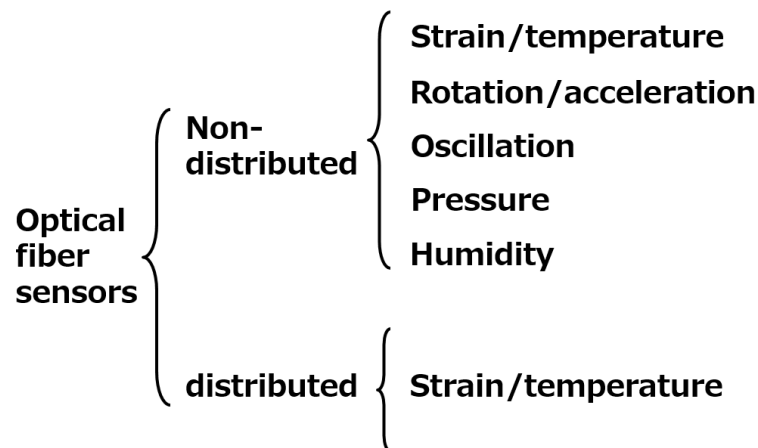 Optical
fiber
sensors
Non-
distributed
Strain/temperature
Rotation/acceleration
Oscillation
Pressure
Humidity
distributed
Strain/temperature